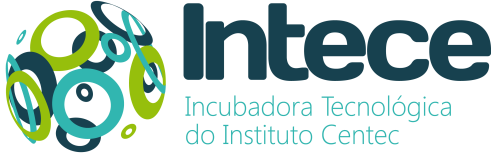 Intece
Incubadora Tecnológica
do Instituto Centec